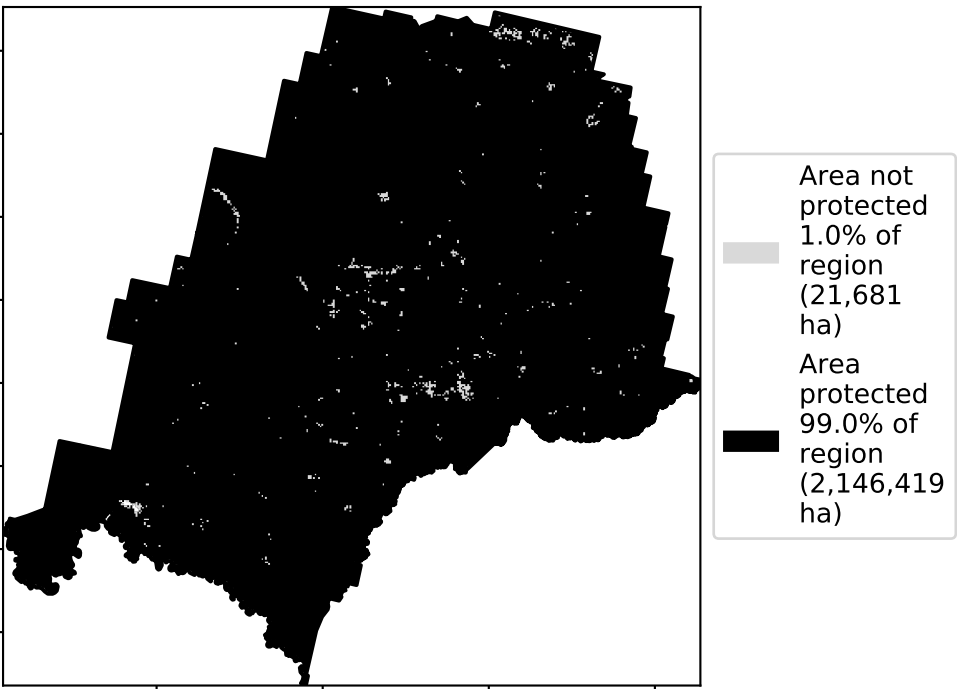 Area not
protected
1.0% of
region
(21,681
ha)
Area
protected
99.0% of
region
(2,146,419
ha)